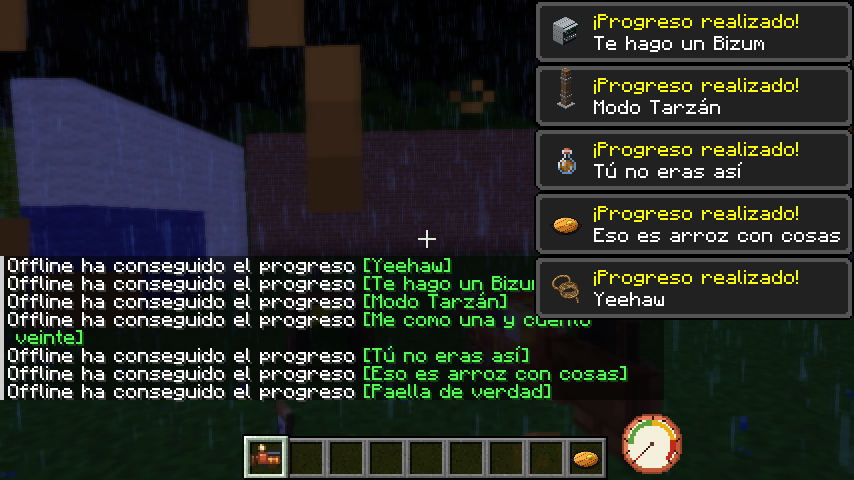 ¡Progreso realizado!
Te hago un Bizum
¡Progreso realizado!
Modo Tarzán
¡Progreso realizado!
Tú no eras así
¡Progreso realizado!
Eso es arroz con cosas
¡Progreso realizado!
Yeehaw
Offline ha conseguido el progreso [Yeehaw]
Offline ha conseguido el progreso [Te hago un Bizum
Offline ha conseguido el progreso [Modo Tarzán]
Offline ha conseguido el progreso [Me como una y cuento
veinte]
Offline ha conseguido el progreso [Tú no eras así]
Offline ha conseguido el progreso [Eso es arroz con cosas]
Offline ha conseguido el progreso [Paella de verdad]